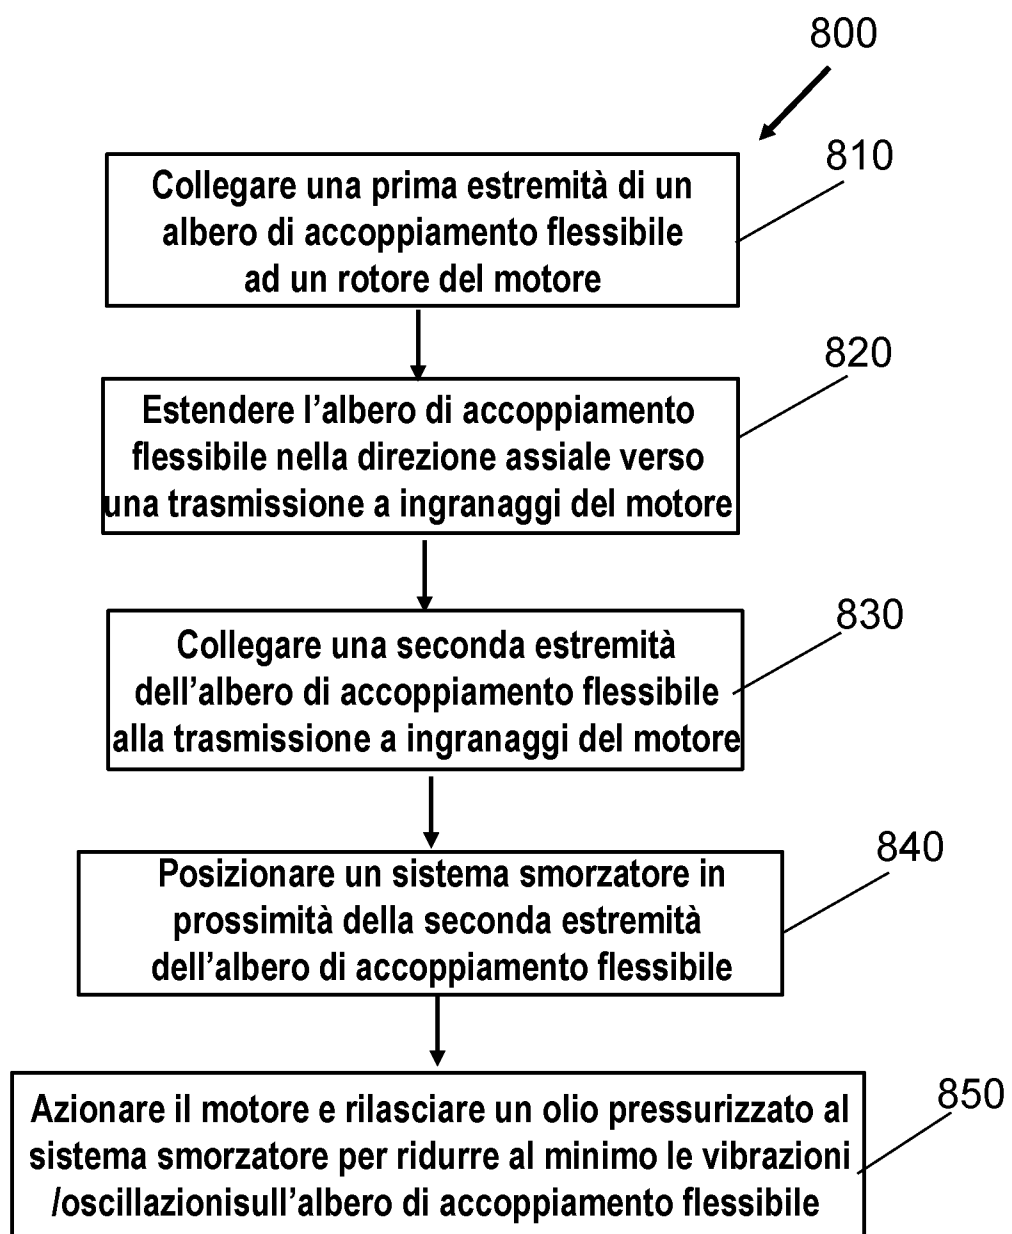 800
810
Collegare una prima estremità di un
albero di accoppiamento flessibile
ad un rotore del motore
820
Estendere l'albero di accoppiamento
flessibile nella direzione assiale verso
una trasmissione a ingranaggi del motore
830
Collegare una seconda estremità
dell'albero di accoppiamento flessibile
alla trasmissione a ingranaggi del motore
840
Posizionare un sistema smorzatore in
prossimità della seconda estremità
dell'albero di accoppiamento flessibile
850
Azionare il motore e rilasciare un olio pressurizzato al
sistema smorzatore per ridurre al minimo le vibrazioni
/oscillazionisull'albero di accoppiamento flessibile